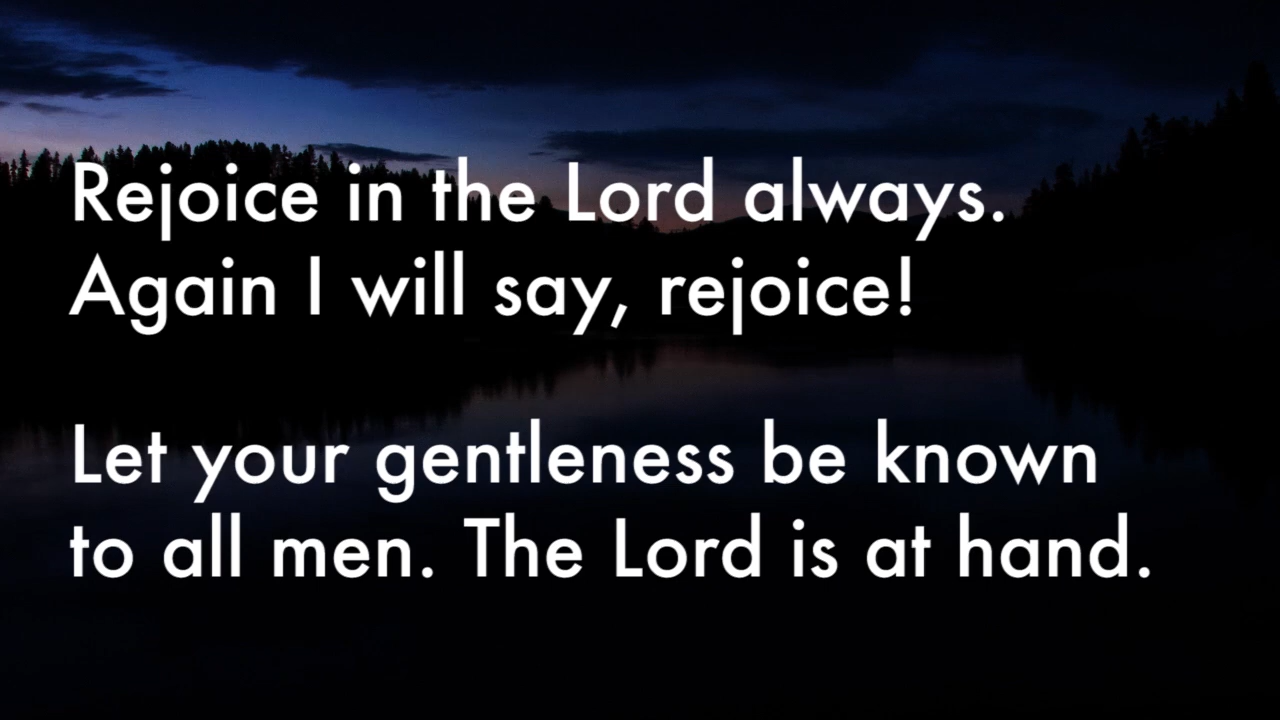 Rejoice in the Lord always.
Again I will say, rejoice!
Let your gentleness be known
to all men. The Lord is at hand.